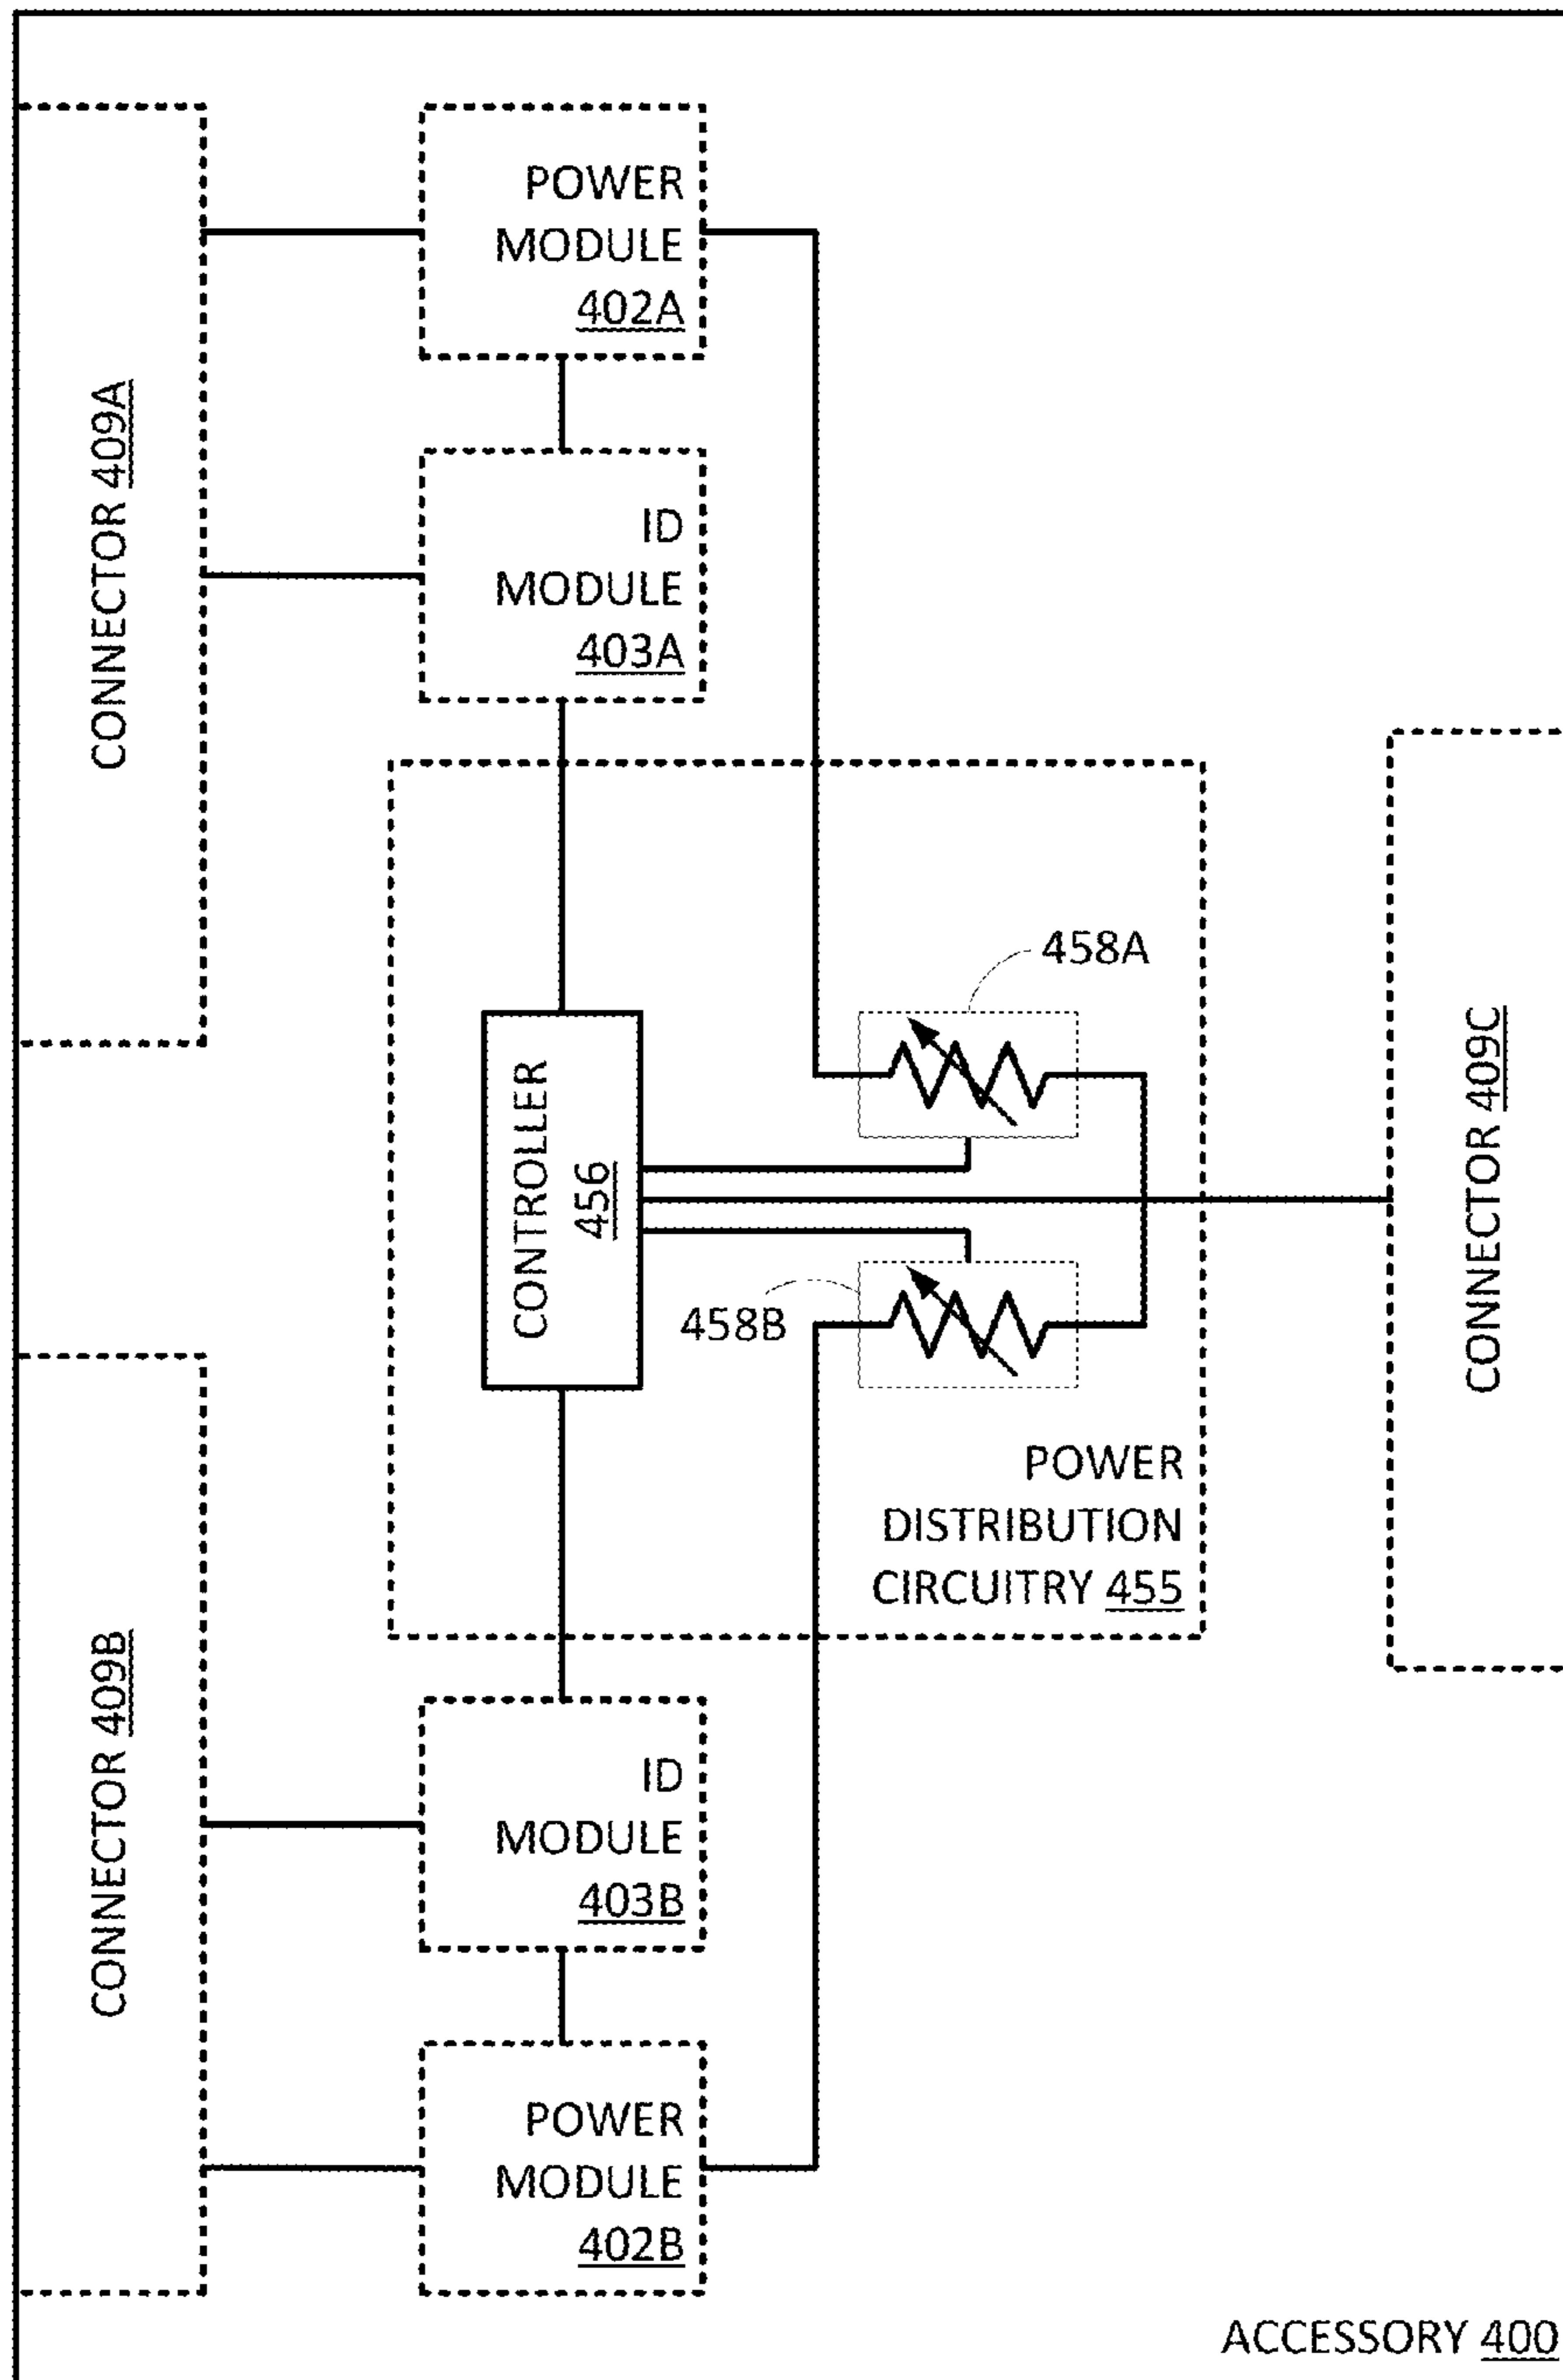 CONNECTOR 409A
POWER
MODULE
402A
ID
MODULE
403A
458A
CONTROLLER
456
458B
CONNECTOR 409C
POWER
DISTRIBUTION
CIRCUITRY 455
CONNECTOR 409B
ID
MODULE
403B
POWER
MODULE
402B
ACCESSORY 400